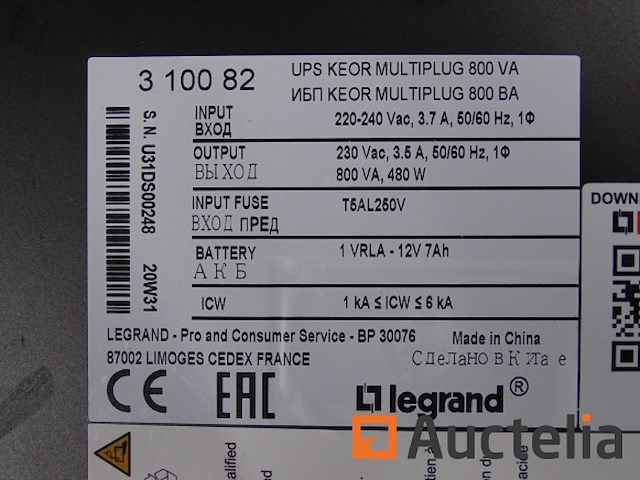 3 100 82
UPS KEOR MULTIPLUG 800 VA
ИБП KEOR MULTIPLUG 800 BA
S. N. U31DS00248 20W31
INPUT 220-240 Vac, 3.7 A, 50/60 Hz, 1Φ
ВХОД
OUTPUT 230 Vac, 3.5 A, 50/60 Hz, 1Φ
ВЫХОД 800 VA, 480 W
INPUT FUSE T5AL250V
ВХОД ПРЕД
BATTERY 1 VRLA - 12V 7Ah
АКБ
ICW 1 kA ≤ ICW ≤ 6 kA
LEGRAND - Pro and Consumer Service - BP 30076 Made in China
87002 LIMOGES CEDEX FRANCE Сделано в Китае
CE EAC legrand®
DOWN
Auctelia